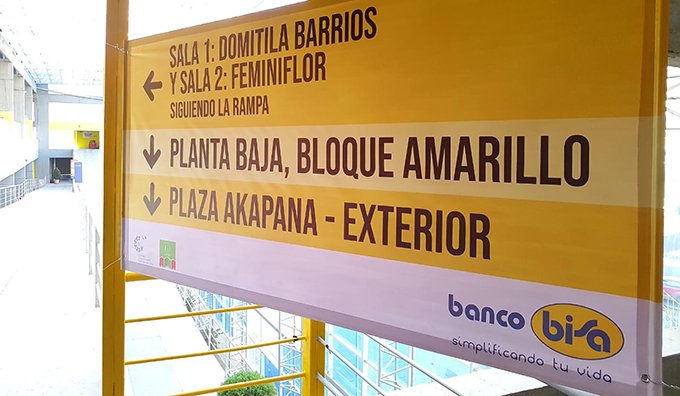 SALA 1: DOMITILA BARRIOS
Y SALA 2: FEMINIFLOR
SIGUIENDO LA RAMPA
PLANTA BAJA, BLOQUE AMARILLO
PLAZA AKAPANA - EXTERIOR
banco bisa
simplificando tu vida